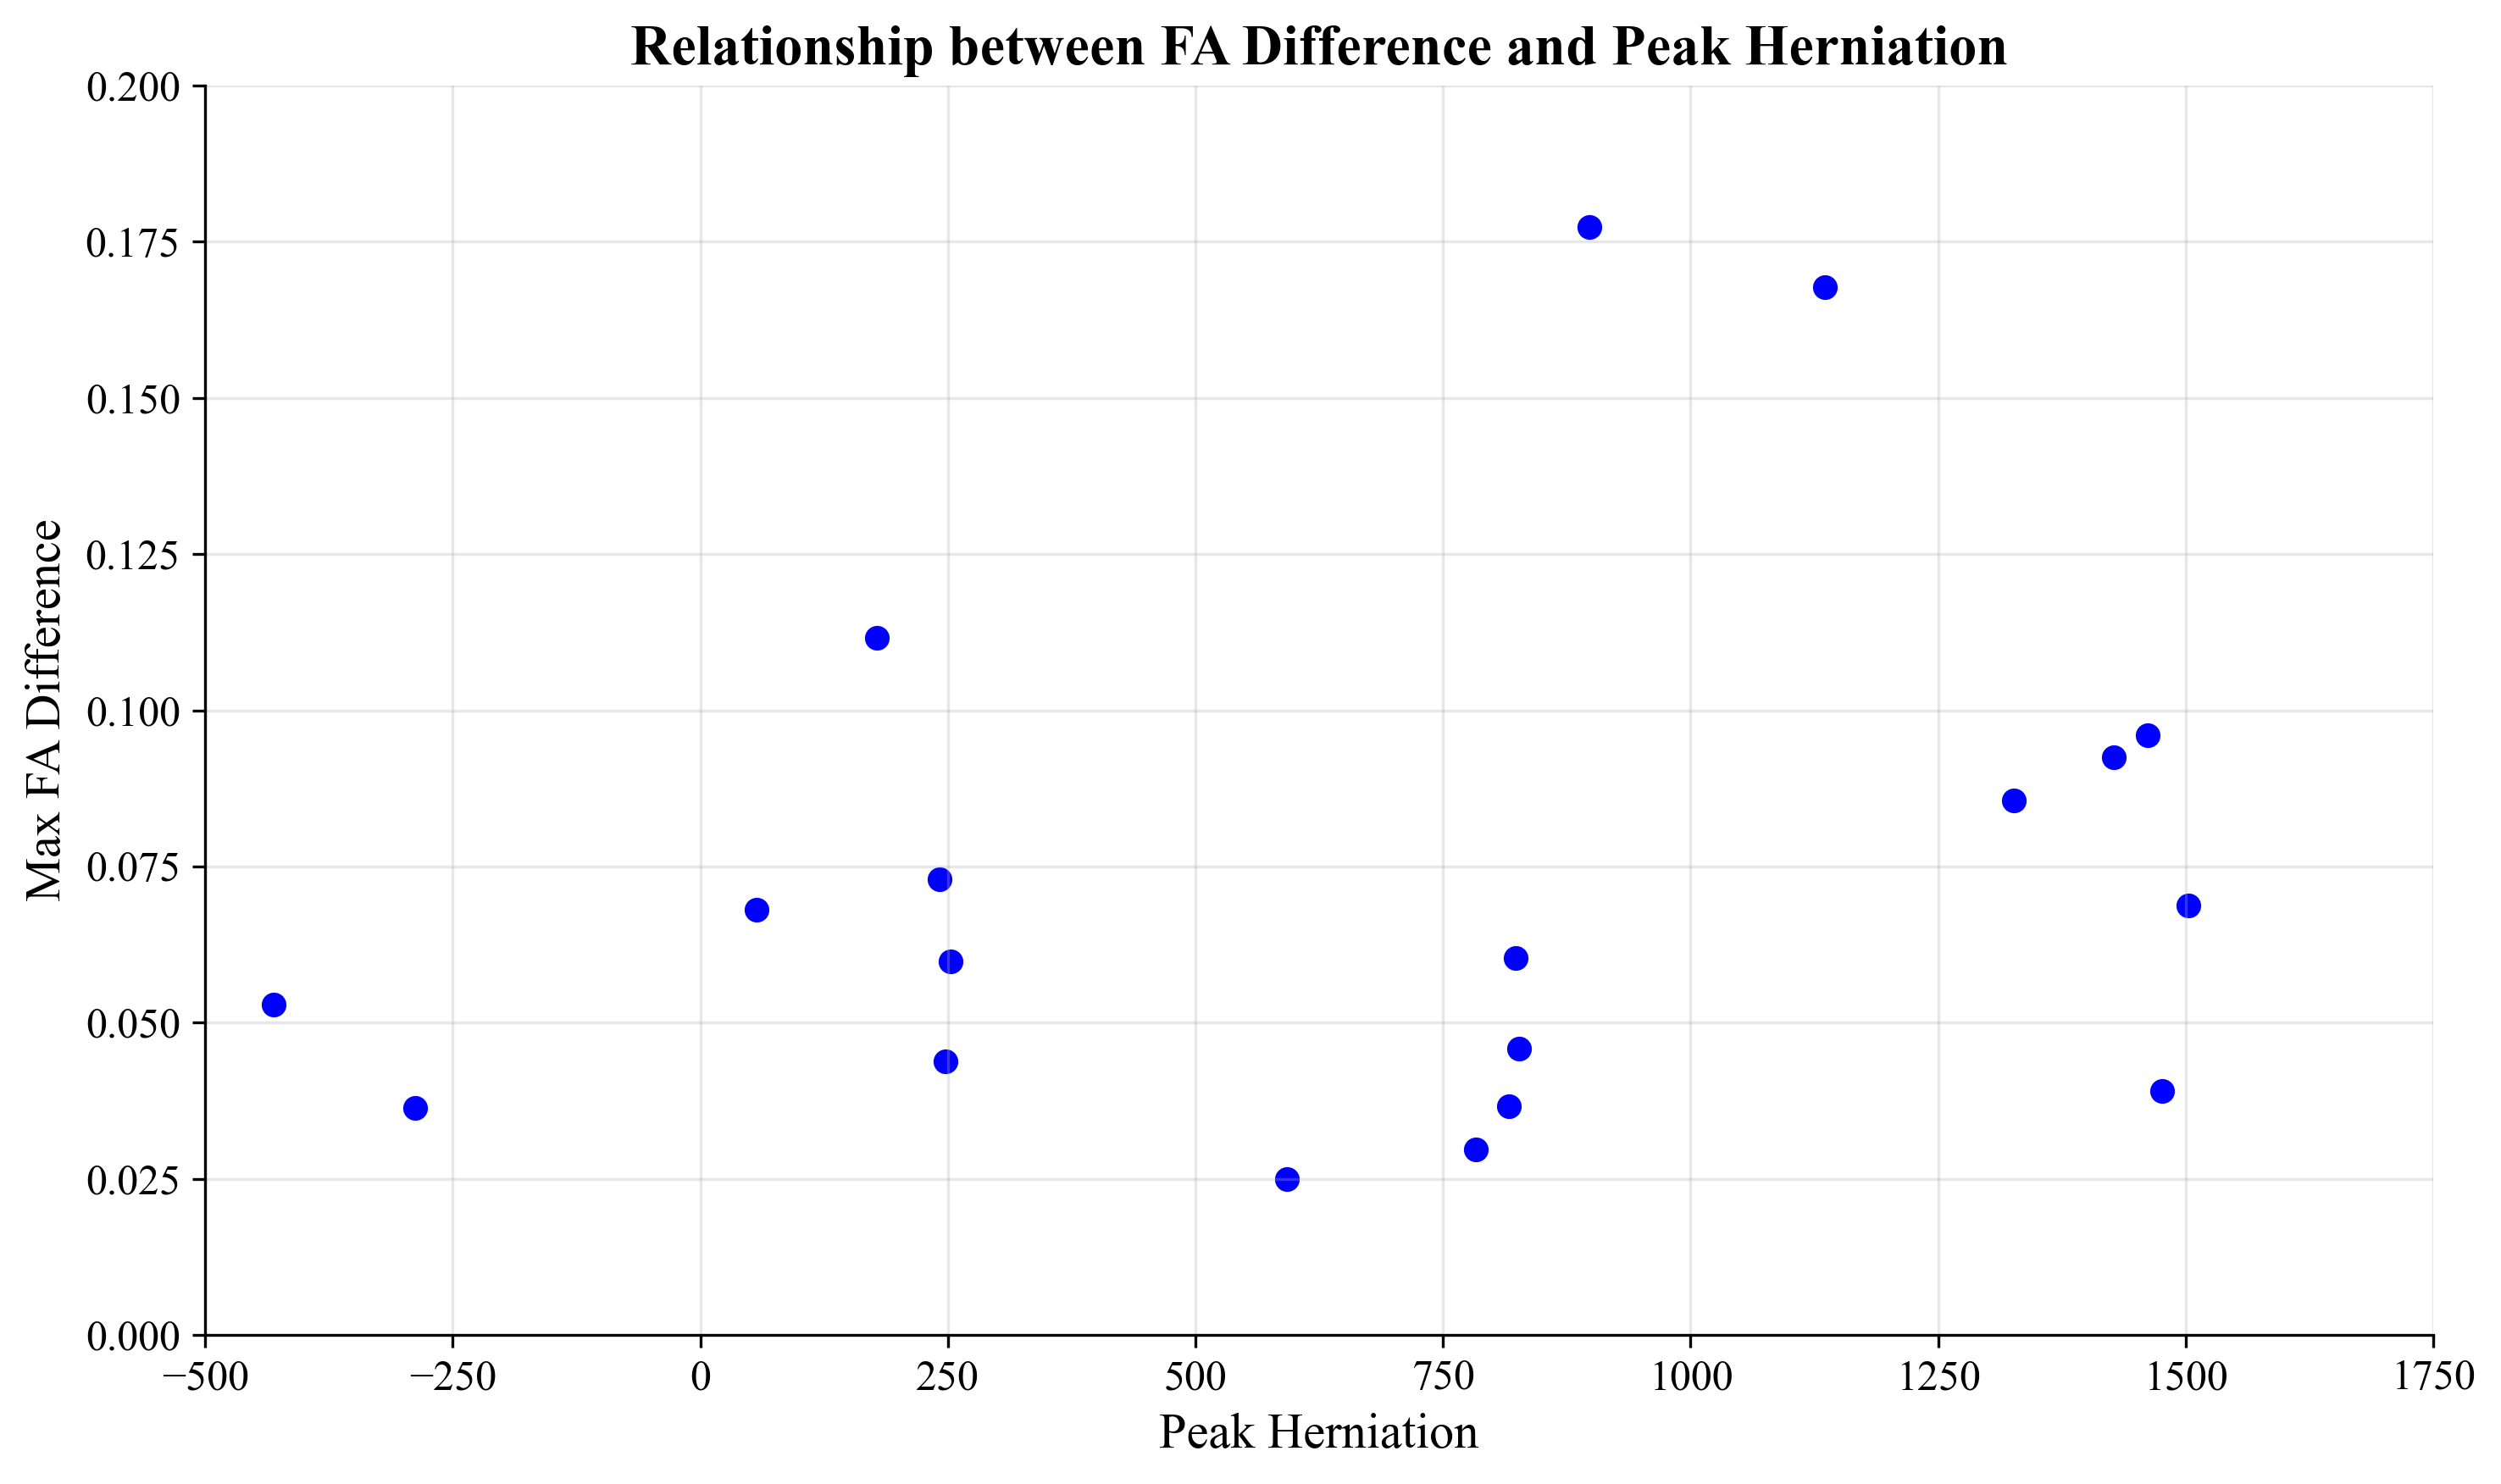 Relationship between FA Difference and Peak Herniation
0.200
0.175
0.150
0.125
0.100
0.075
0.050
0.025
0.000
Max FA Difference
−500 −250 0 250 500 750 1000 1250 1500 1750
Peak Herniation